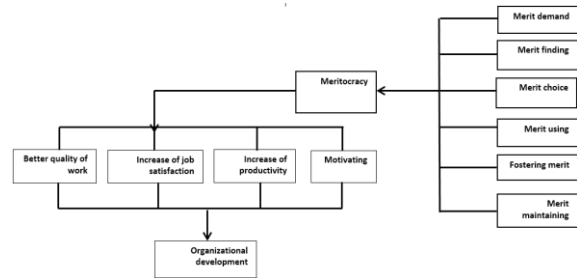 Merit demand
Merit finding
Meritocracy
Merit choice
Merit using
Better quality of
work
Increase of job
satisfaction
Increase of
productivity
Motivating
Fostering merit
Merit
maintaining
Organizational
development